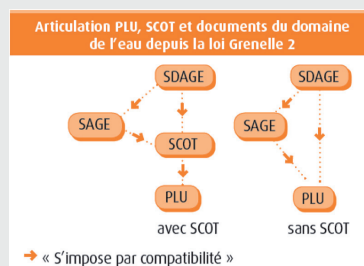 Articulation PLU, SCOT et documents du domaine
de l'eau depuis la loi Grenelle 2
SDAGE SDAGE
SAGE SAGE
SCOT
PLU PLU
avec SCOT sans SCOT
« S'impose par compatibilité »